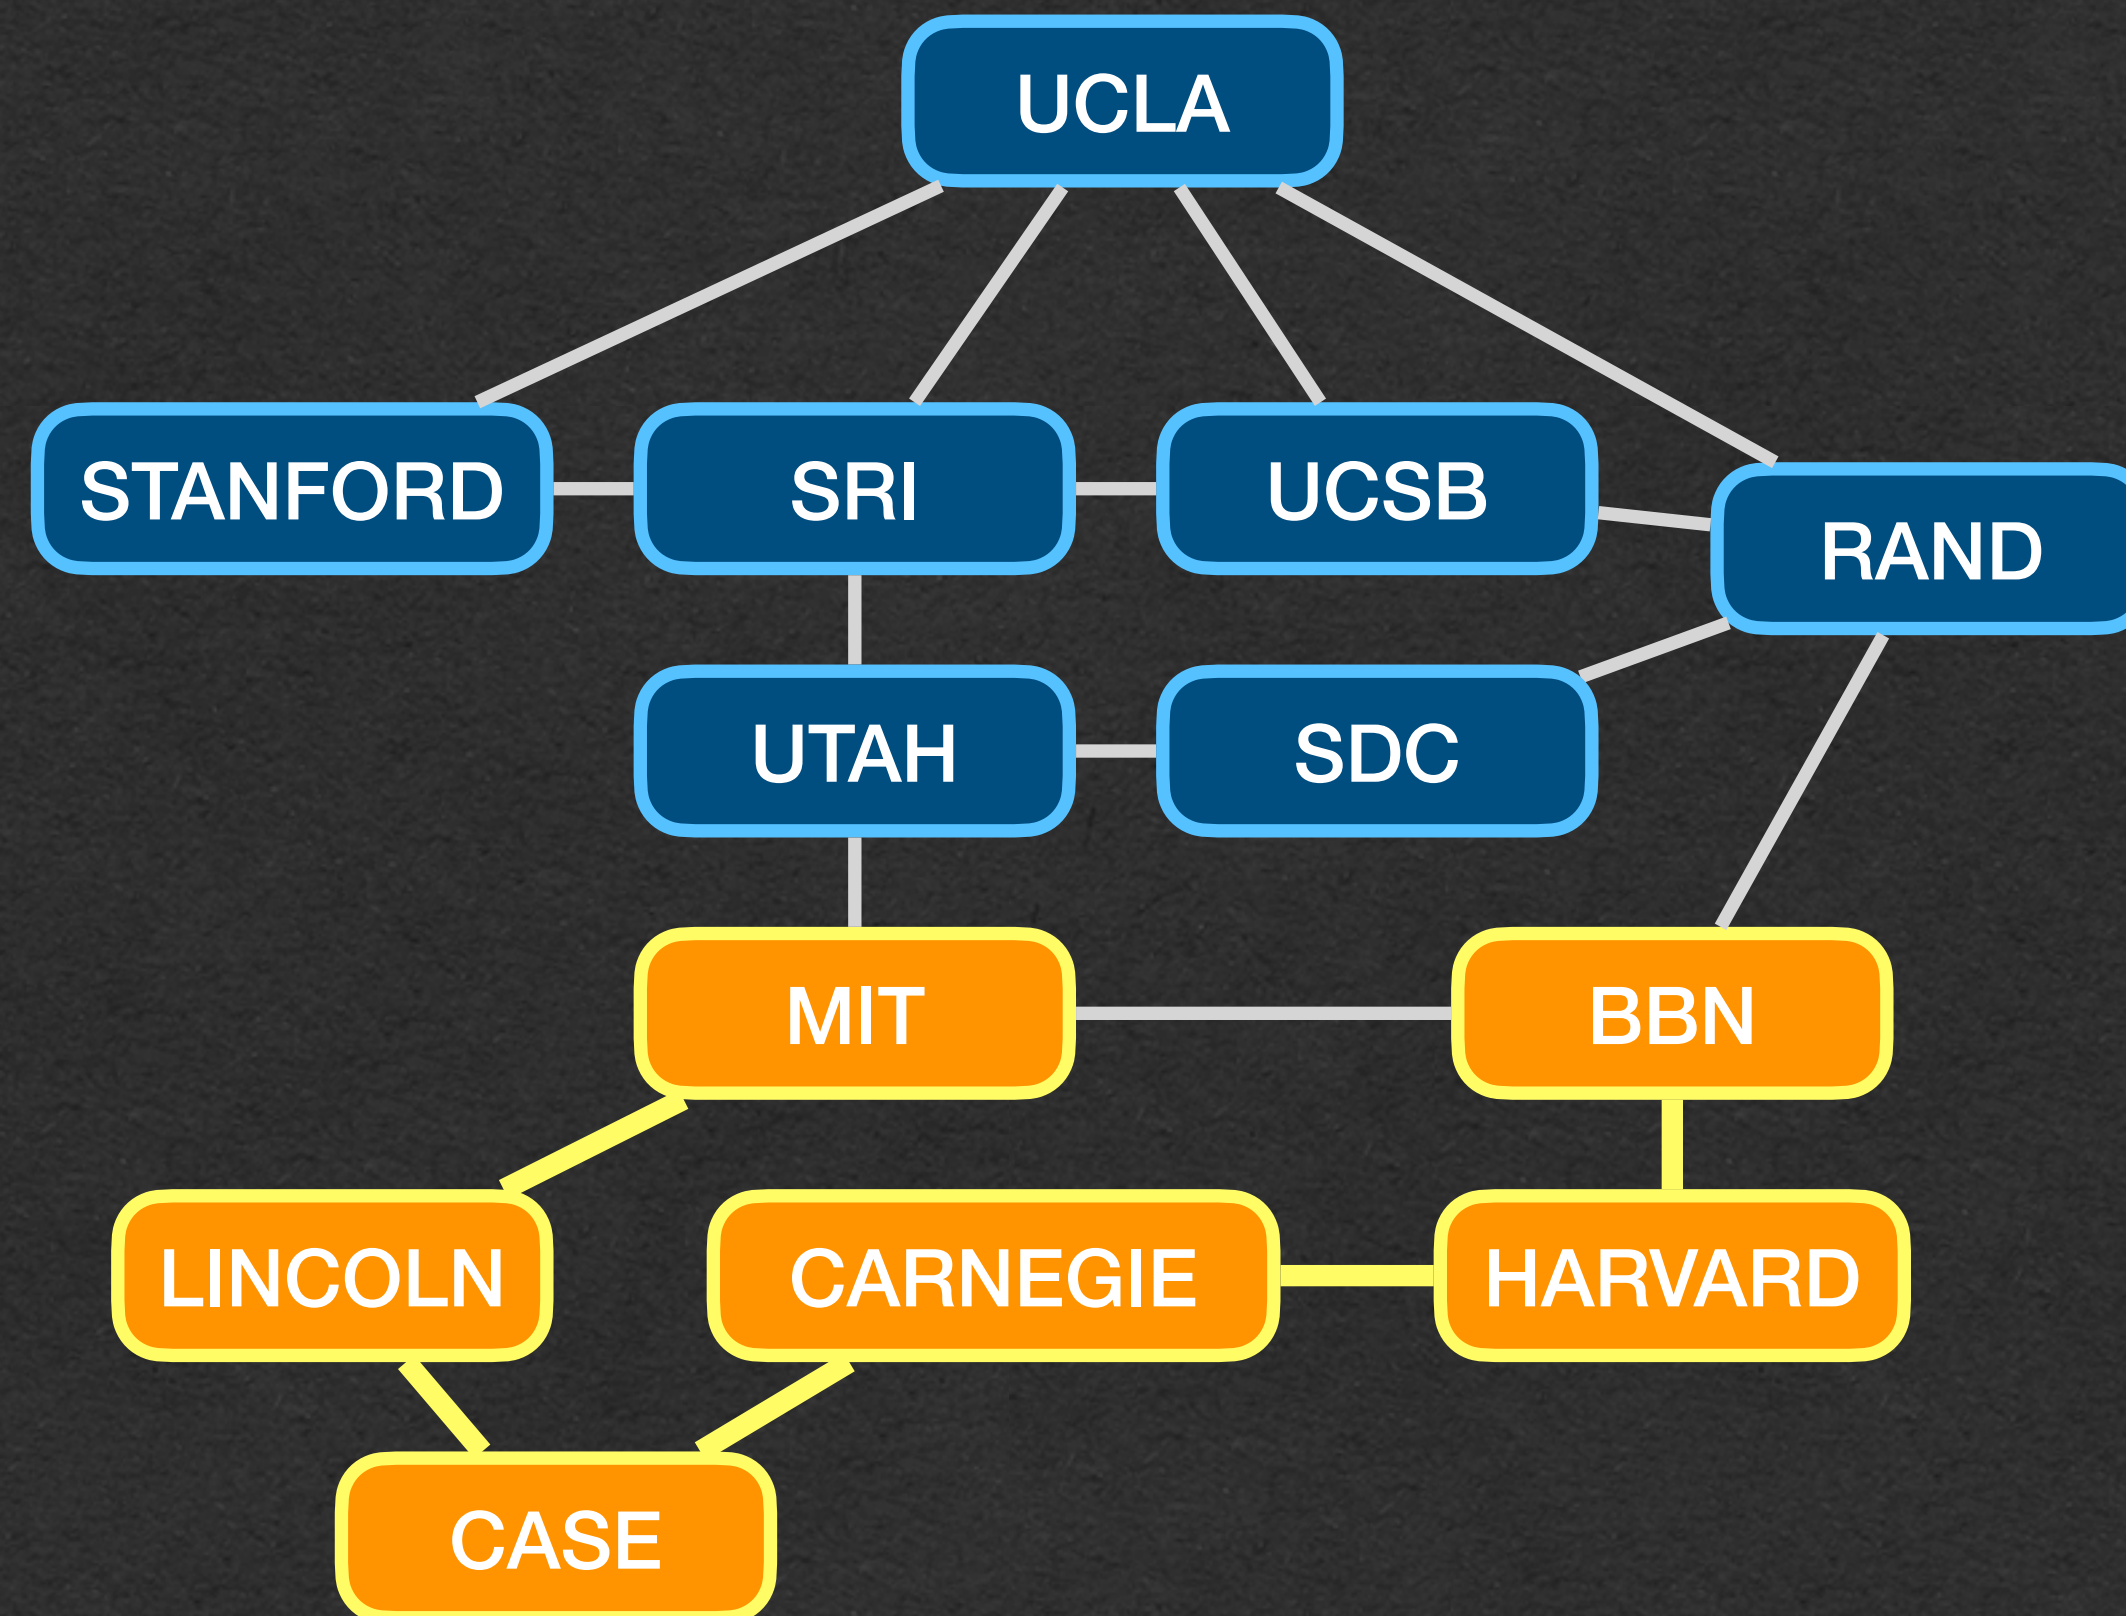 UCLA
STANFORD
SRI
UCSB
RAND
UTAH
SDC
MIT
BBN
LINCOLN
CARNEGIE
HARVARD
CASE